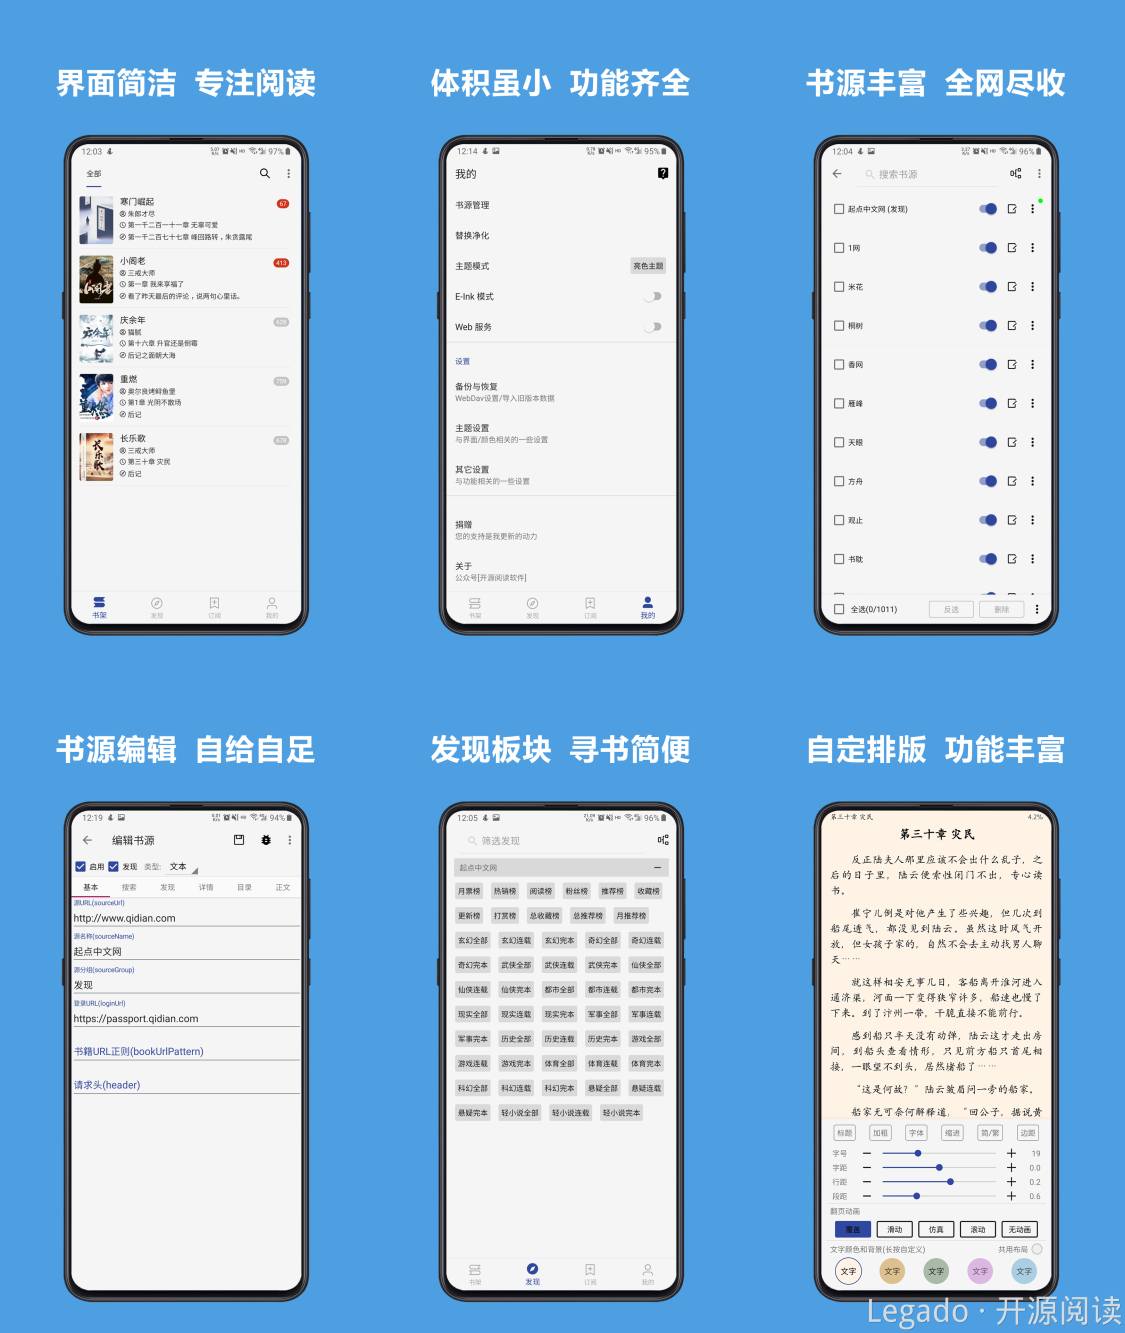 界面简洁 专注阅读
体积虽小 功能齐全
书源丰富 全网尽收
12:03
97%
全部
寒门崛起
67
朱郎才尽
第一千二百一十一章 无辜可爱
第一千二百七十七章 峰回路转，朱贪露尾
小阁老
413
三戒大师
第一章 我来享福了
看了昨天最后的评论，说两句心里话。
庆余年
猫腻
第十六章 升官还是倒霉
后记之面朝大海
重燃
759
奥尔良烤鲟鱼堡
第1章 光阴不散场
后记
长乐歌
三戒大师
第三十章 灾民
后记
书架
发现
订阅
我的
12:14
95%
我的
书源管理
替换净化
主题模式
亮色主题
E-Ink 模式
Web 服务
设置
备份与恢复
WebDav设置/导入旧版本数据
主题设置
与界面/颜色相关的一些设置
其它设置
与功能相关的一些设置
捐赠
您的支持是我更新的动力
关于
公众号[开源阅读软件]
书架
发现
订阅
我的
12:04
96%
搜索书源
起点中文网 (发现)
1网
米花
桐树
香网
雁峰
天眼
方舟
观止
书耽
全选(0/1011)
反选
删除
书源编辑 自给自足
发现板块 寻书简便
自定排版 功能丰富
12:19
94%
编辑书源
启用
发现
类型:
文本
基本
搜索
发现
详情
目录
正文
源URL(sourceUrl)
http://www.qidian.com
源名称(sourceName)
起点中文网
源分组(sourceGroup)
发现
登录URL(loginUrl)
https://passport.qidian.com
书籍URL正则(bookUrlPattern)
请求头(header)
12:05
96%
筛选发现
起点中文网
月票榜 热销榜 阅读榜 粉丝榜 推荐榜 收藏榜
更新榜 打赏榜 总收藏榜 总推荐榜 月推荐榜
玄幻全部 玄幻连载 玄幻完本 奇幻全部 奇幻连载
奇幻完本 武侠全部 武侠连载 武侠完本 仙侠全部
仙侠连载 仙侠完本 都市全部 都市连载 都市完本
现实全部 现实连载 现实完本 军事全部 军事连载
军事完本 历史全部 历史连载 历史完本 游戏全部
游戏连载 游戏完本 体育全部 体育连载 体育完本
科幻全部 科幻连载 科幻完本 悬疑全部 悬疑连载
悬疑完本 轻小说全部 轻小说连载 轻小说完本
书架
发现
订阅
我的
第三十章 灾民
4.2%
第三十章 灾民
反正陆夫人那里应该不会出什么乱子，之
后的日子里，陆云便索性闭门不出，专心读
书。
崔宁儿倒是对他产生了些兴趣，但几次到
船尾透气，都没见到陆云。虽然这时风气开
放，但女孩子家的，自然不会去主动找男人聊
天……
就这样相安无事几日，客船离开淮河进入
通济渠，河面一下变得狭窄许多，船速也慢了
下来。到了汴州一带，干脆直接不能前行。
感到船只半天没有动弹，陆云这才走出房
间，到船头查看情形，只见前方船只首尾相
接，一眼望不到头，居然堵船了……
“这是何故？”陆云皱眉问一旁的船家。
船家无可奈何解释道，“回公子，据说黄
标题
加粗
字体
缩进
简/繁
边距
字号
19
字距
0.0
行距
0.2
段距
0.6
翻页动画
覆盖
滑动
仿真
滚动
无动画
文字颜色和背景(长按自定义)
共用布局
文字
文字
文字
文字
文字
Legado · 开源阅读